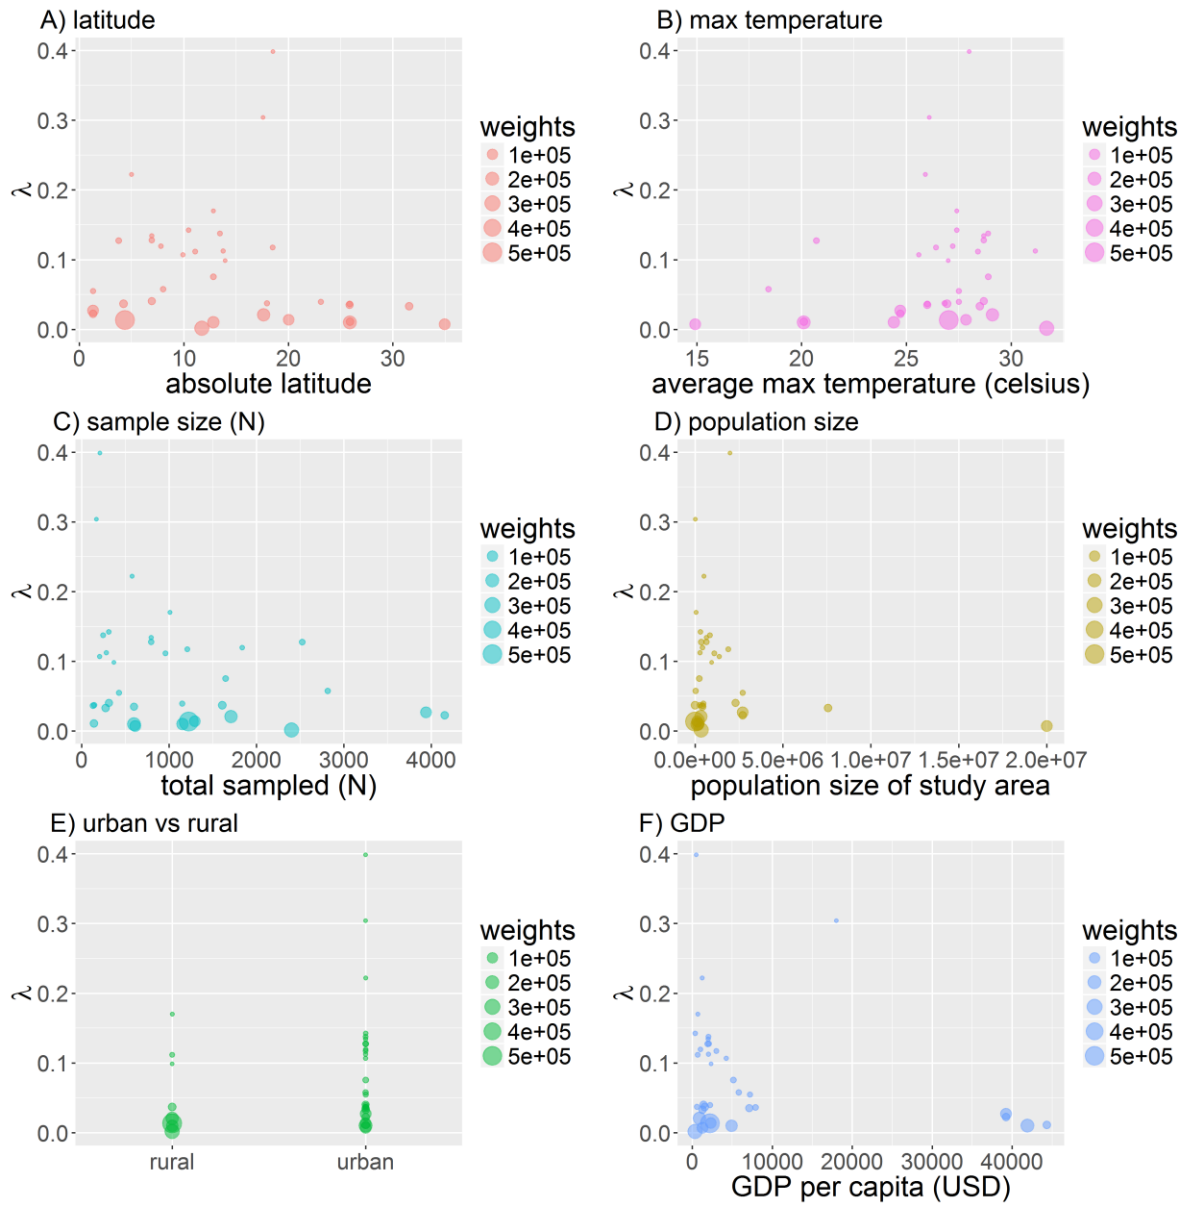 A) latitude
0.4
0.3
0.2
0.1
0.0
λ
0 10 20 30
absolute latitude
weights
1e+05
2e+05
3e+05
4e+05
5e+05
B) max temperature
0.4
0.3
0.2
0.1
0.0
λ
15 20 25 30
average max temperature (celsius)
weights
1e+05
2e+05
3e+05
4e+05
5e+05
C) sample size (N)
0.4
0.3
0.2
0.1
0.0
λ
0 1000 2000 3000 4000
total sampled (N)
weights
1e+05
2e+05
3e+05
4e+05
5e+05
D) population size
0.4
0.3
0.2
0.1
0.0
λ
0.0e+00 5.0e+06 1.0e+07 1.5e+07 2.0e+07
population size of study area
weights
1e+05
2e+05
3e+05
4e+05
5e+05
E) urban vs rural
0.4
0.3
0.2
0.1
0.0
λ
rural urban
weights
1e+05
2e+05
3e+05
4e+05
5e+05
F) GDP
0.4
0.3
0.2
0.1
0.0
λ
0 10000 20000 30000 40000
GDP per capita (USD)
weights
1e+05
2e+05
3e+05
4e+05
5e+05